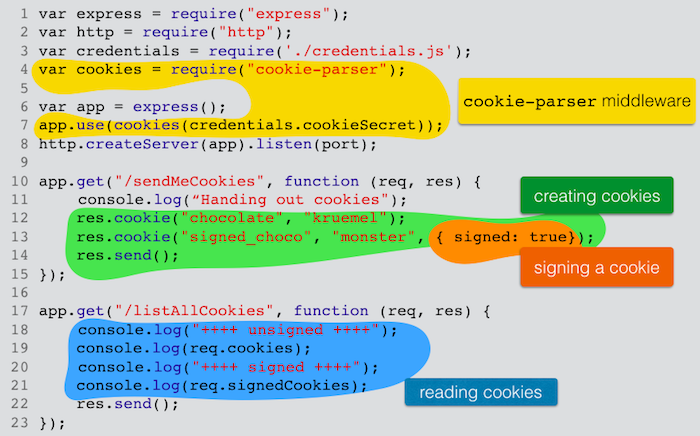 1 var express = require("express");
2 var http = require("http");
3 var credentials = require('./credentials.js');
4 var cookies = require("cookie-parser");
5
6 var app = express();
7 app.use(cookies(credentials.cookieSecret));
8 http.createServer(app).listen(port);
9
10 app.get("/sendMeCookies", function (req, res) {
11 console.log(“Handing out cookies");
12 res.cookie("chocolate", "kruemel");
13 res.cookie("signed_choco", "monster", { signed: true});
14 res.send();
15 });
16
17 app.get("/listAllCookies", function (req, res) {
18 console.log("++++ unsigned ++++");
19 console.log(req.cookies);
20 console.log("++++ signed ++++");
21 console.log(req.signedCookies);
22 res.send();
23 });
cookie-parser middleware
creating cookies
signing a cookie
reading cookies